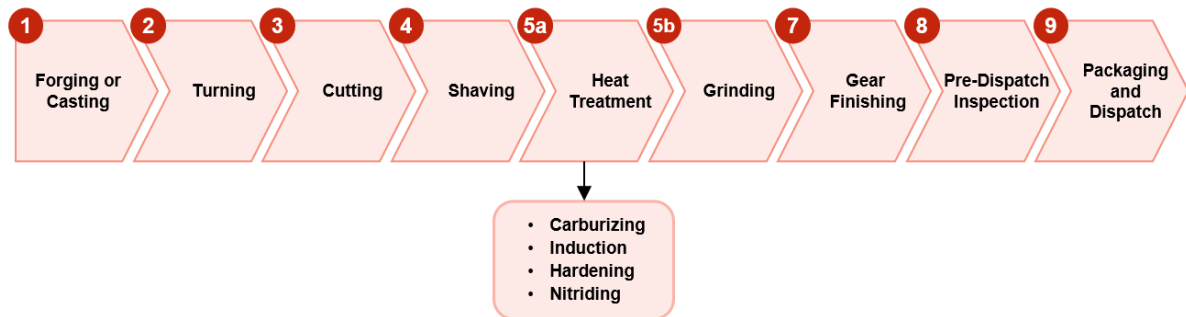 1
Forging or
Casting
2
Turning
3
Cutting
4
Shaving
5a
Heat
Treatment
5b
Grinding
7
Gear
Finishing
8
Pre-Dispatch
Inspection
9
Packaging
and
Dispatch
• Carburizing
• Induction
• Hardening
• Nitriding